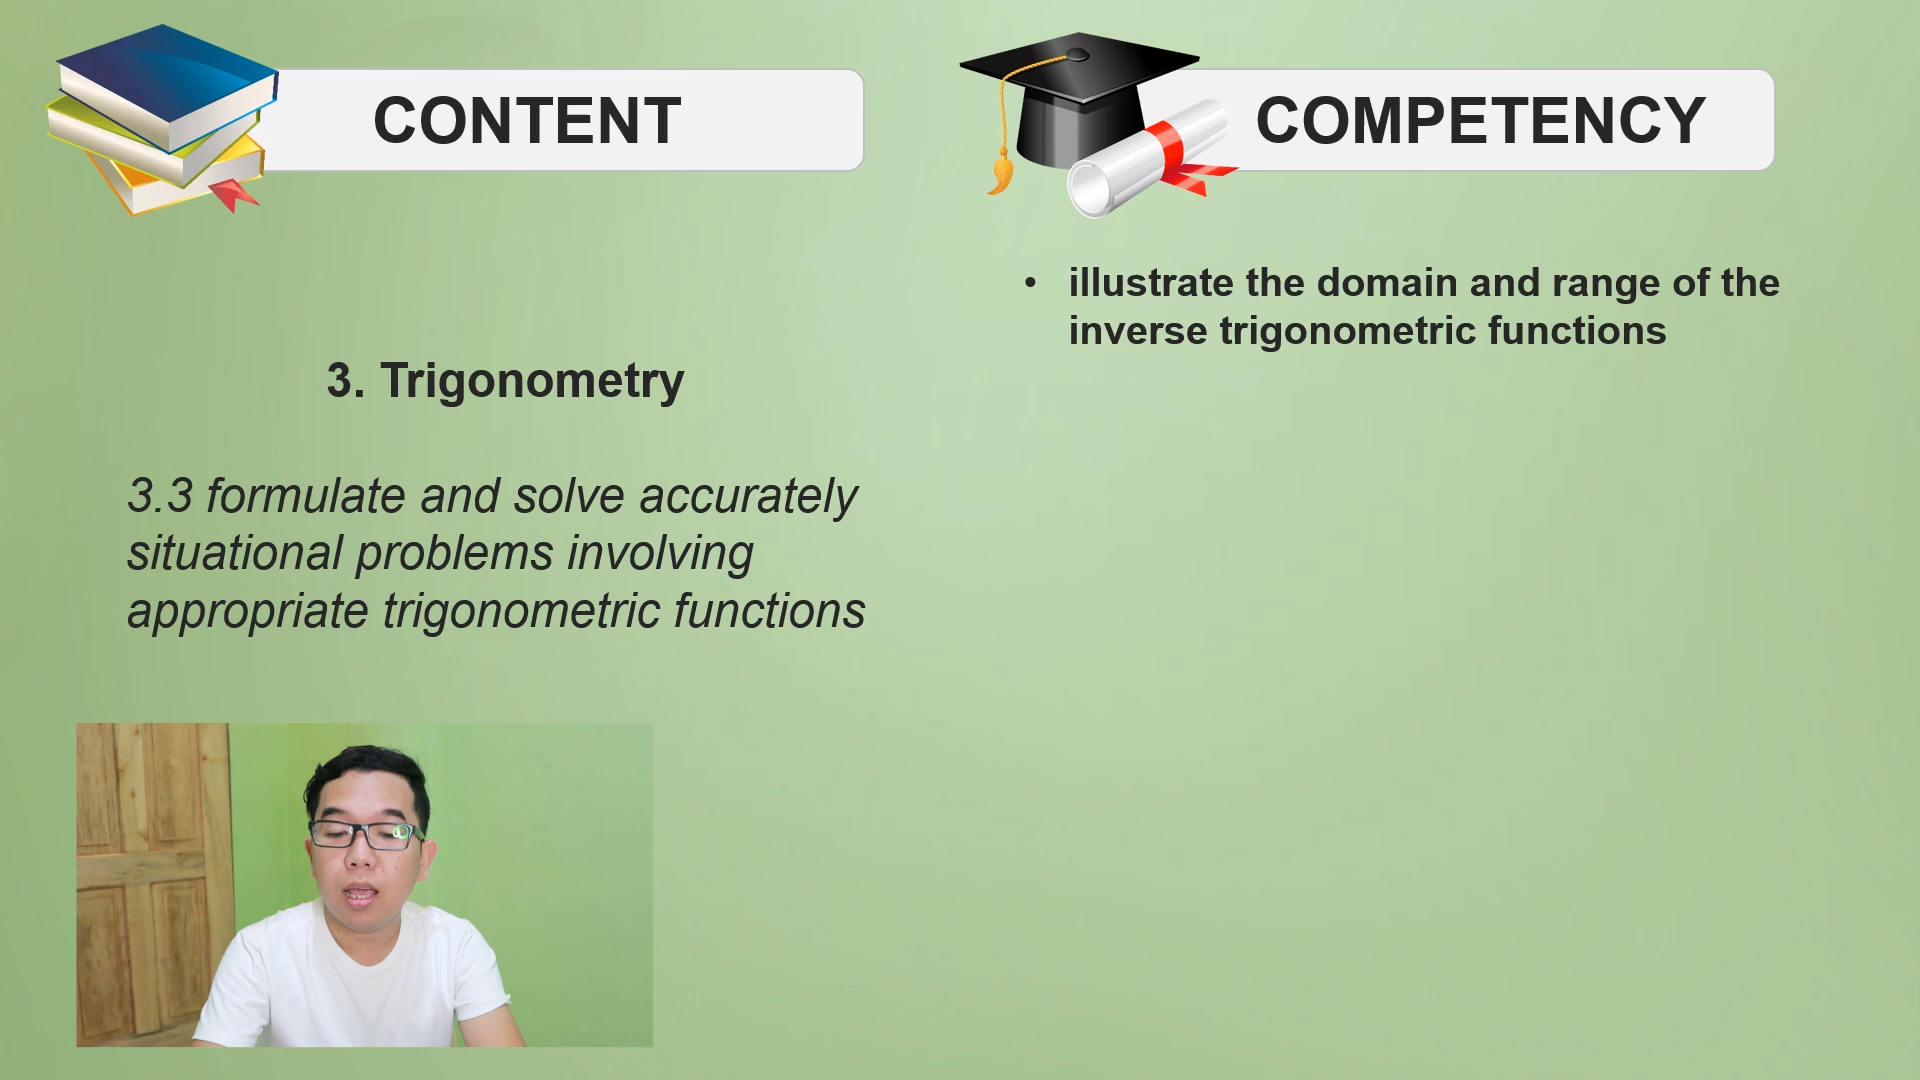 CONTENT
3. Trigonometry
3.3 formulate and solve accurately
situational problems involving
appropriate trigonometric functions
COMPETENCY
• illustrate the domain and range of the
inverse trigonometric functions